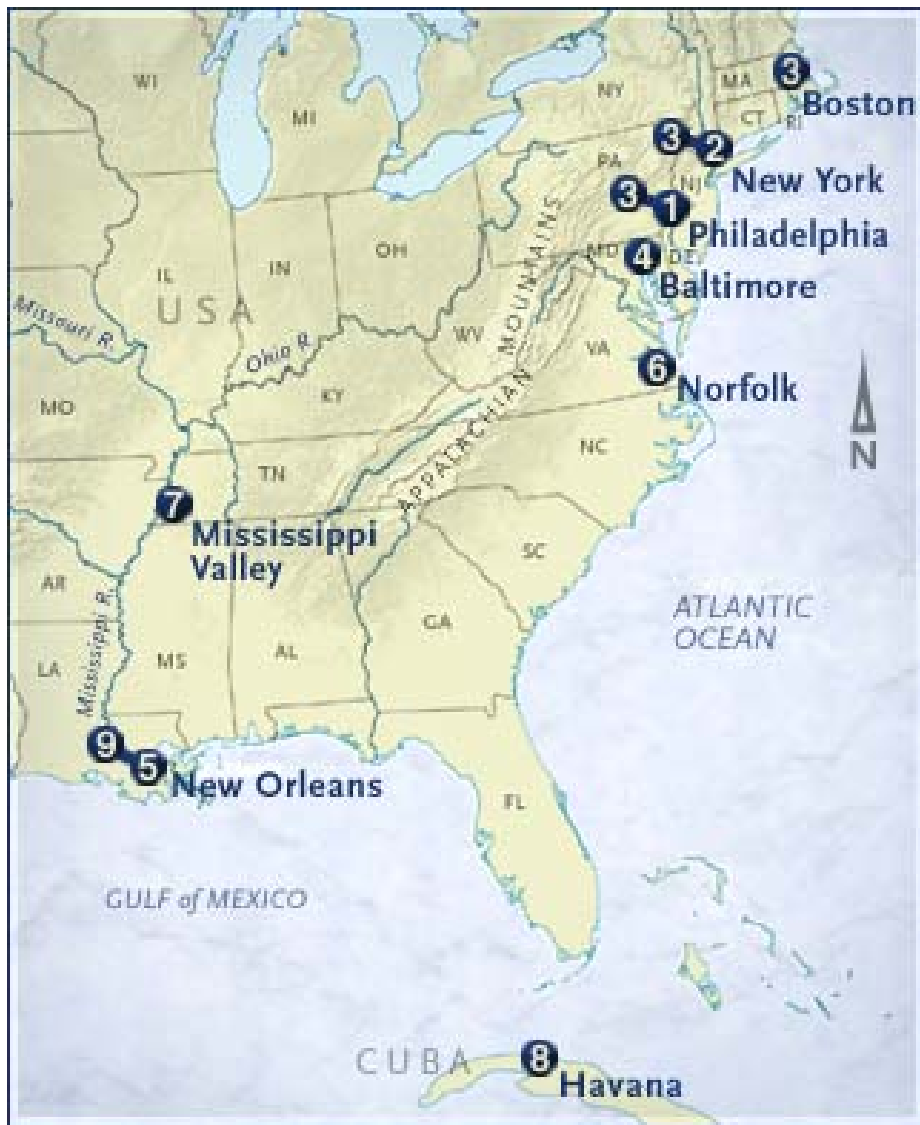 WI
MI
NY
MA
3
Boston
CT
RI
3
2
PA
New York
NJ
3
1
Philadelphia
OH
IN
IL
MD
4
DE
Baltimore
USA
Missouri R.
Ohio R.
WV
VA
APPALACHIAN MOUNTAINS
6
Norfolk
KY
MO
N
NC
TN
7
Mississippi
Valley
SC
AR
Mississippi R.
GA
ATLANTIC
OCEAN
AL
MS
LA
9
5
New Orleans
FL
GULF of MEXICO
CUBA
8
Havana